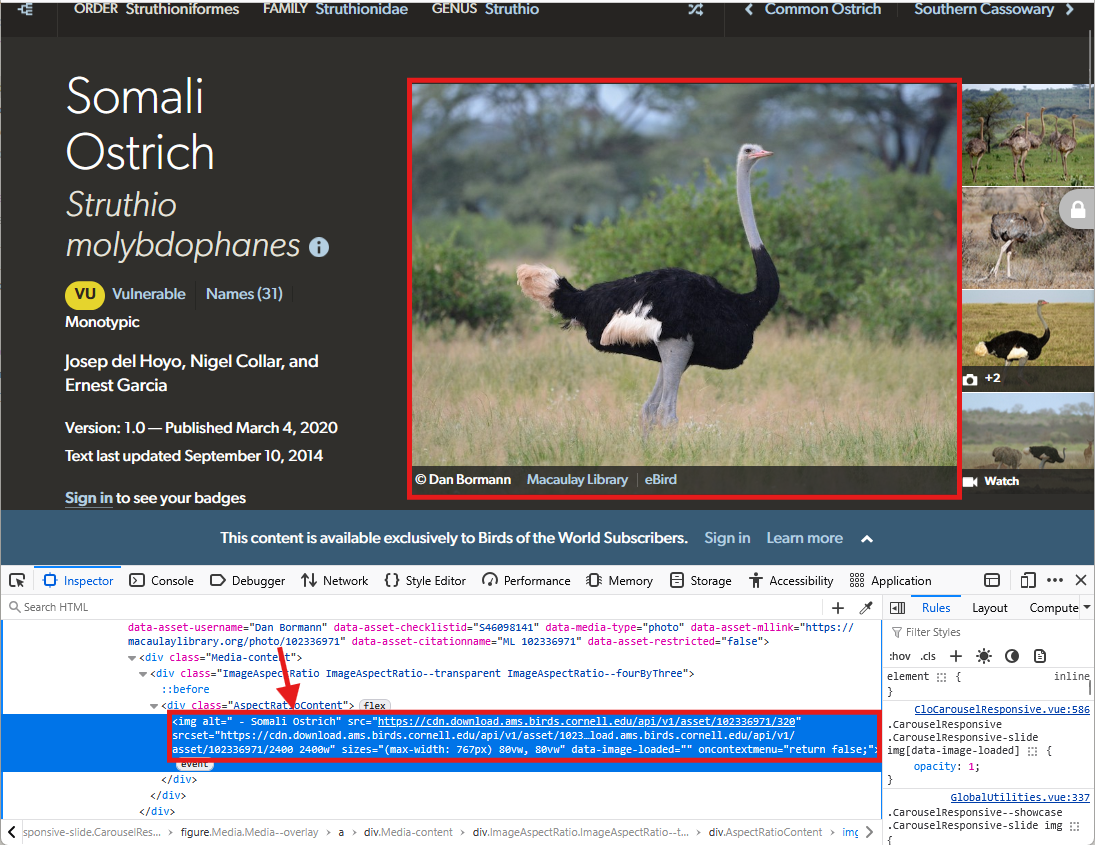 ORDER Struthioniformes FAMILY Struthionidae GENUS Struthio
Common Ostrich Southern Cassowary
Somali
Ostrich
Struthio
molybdophanes
VU Vulnerable Names (31)
Monotypic
Josep del Hoyo, Nigel Collar, and
Ernest Garcia
Version: 1.0 — Published March 4, 2020
Text last updated September 10, 2014
Sign in to see your badges
© Dan Bormann Macaulay Library eBird
+2
Watch
This content is available exclusively to Birds of the World Subscribers. Sign in Learn more
Inspector Console Debugger Network Style Editor Performance Memory Storage Accessibility Application
Search HTML
data-asset-username="Dan Bormann" data-asset-checklistid="S46098141" data-media-type="photo" data-asset-mllink="https://
macaulaylibrary.org/photo/102336971" data-asset-citationname="ML 102336971" data-asset-restricted="false">
<div class="Media-content">
<div class="ImageAspectRatio ImageAspectRatio--transparent ImageAspectRatio--fourByThree">
::before
<div class="AspectRatioContent"> flex
<img alt=" - Somali Ostrich" src="https://cdn.download.ams.birds.cornell.edu/api/v1/asset/102336971/320"
srcset="https://cdn.download.ams.birds.cornell.edu/api/v1/asset/1023…load.ams.birds.cornell.edu/api/v1/
asset/102336971/2400 2400w" sizes="(max-width: 767px) 80vw, 80vw" data-image-loaded="" oncontextmenu="return false;">
event
</div>
</div>
</div>
sponsive-slide.CarouselRes… > figure.Media.Media--overlay > a > div.Media-content > div.ImageAspectRatio.ImageAspectRatio--t… > div.AspectRatioContent > img
Rules Layout Compute
Filter Styles
:hov .cls
element { inline
}
CloCarouselResponsive.vue:586
.CarouselResponsive
.CarouselResponsive-slide
img[data-image-loaded] {
opacity: 1;
}
GlobalUtilities.vue:337
.CarouselResponsive--showcase
.CarouselResponsive-slide img
{